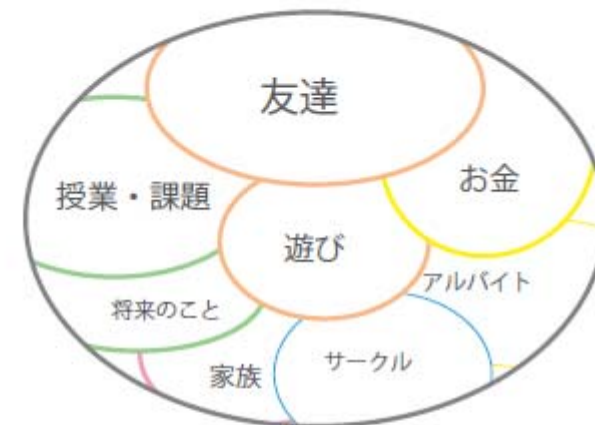 友達
授業・課題
お金
遊び
アルバイト
将来のこと
サークル
家族